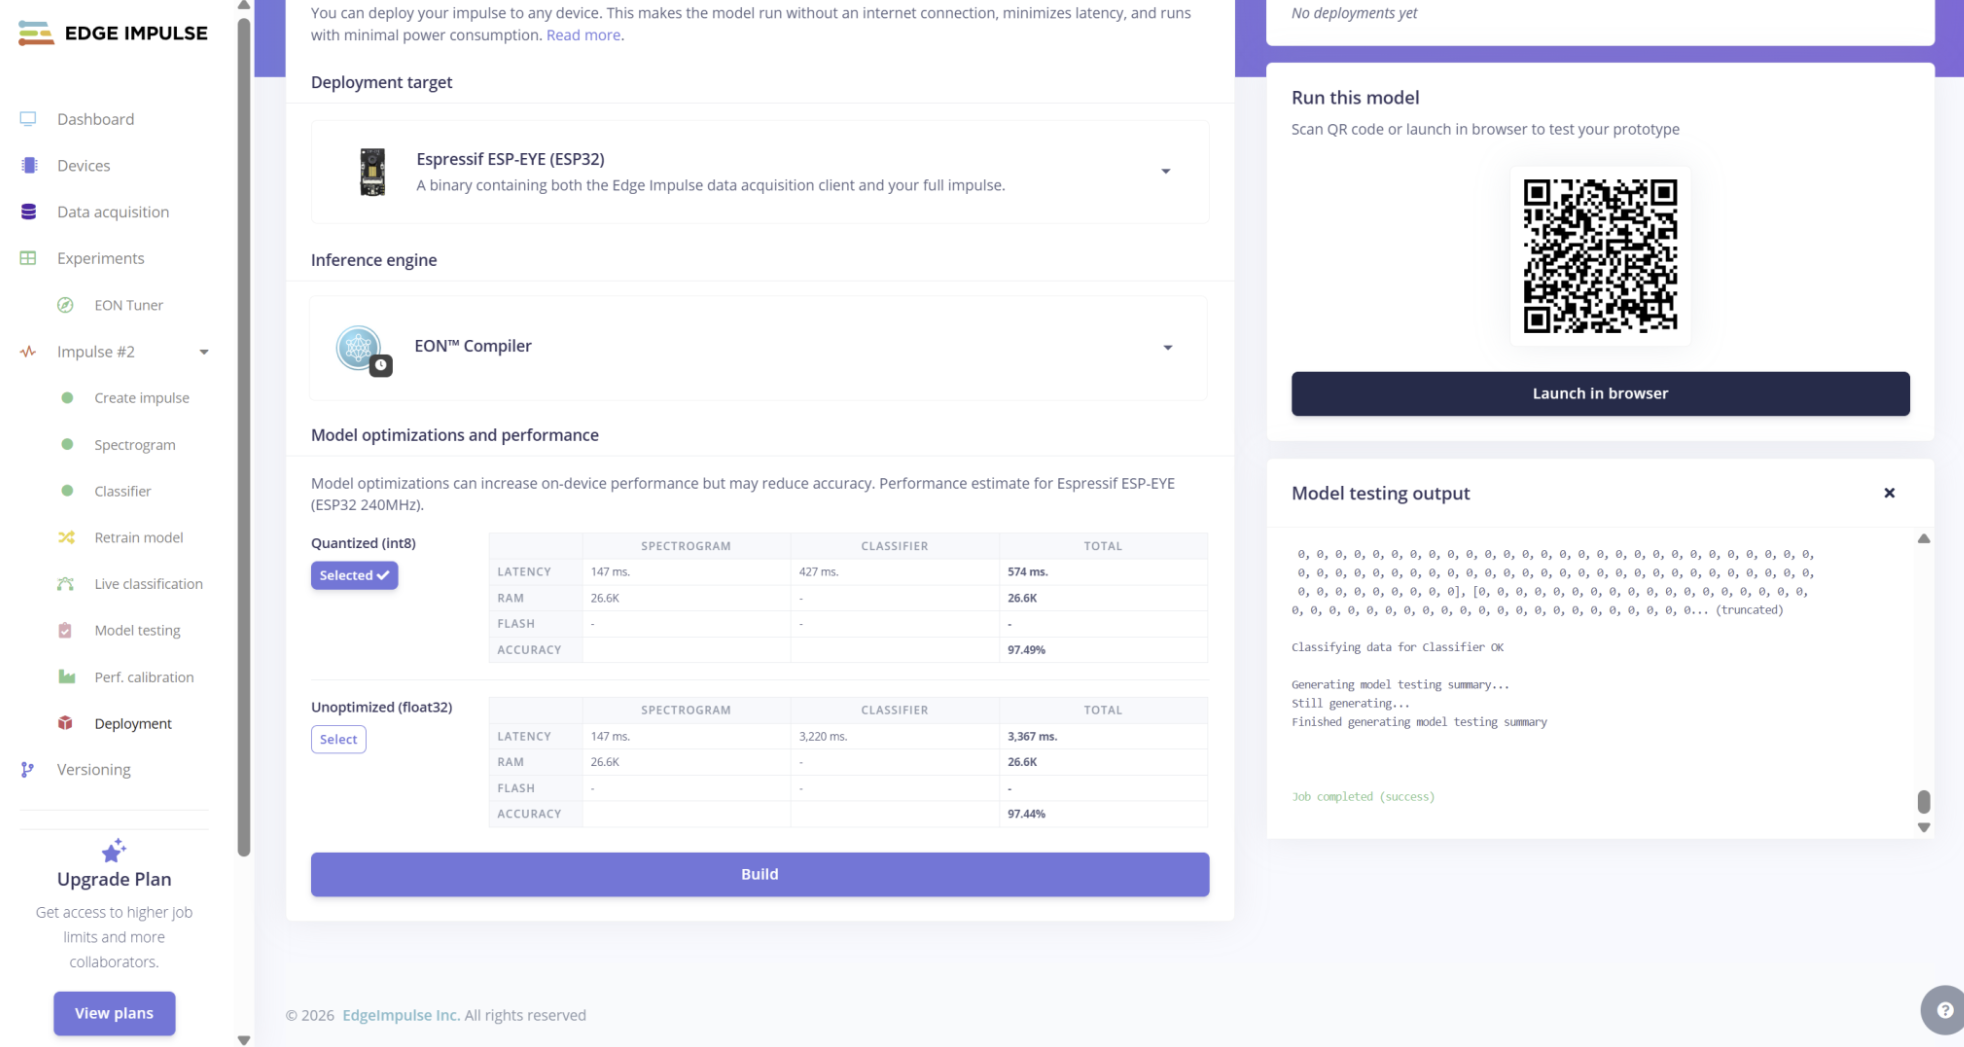 EDGE IMPULSE
Dashboard
Devices
Data acquisition
Experiments
EON Tuner
Impulse #2
Create impulse
Spectrogram
Classifier
Retrain model
Live classification
Model testing
Perf. calibration
Deployment
Versioning
Upgrade Plan
Get access to higher job
limits and more
collaborators.
View plans
You can deploy your impulse to any device. This makes the model run without an internet connection, minimizes latency, and runs
with minimal power consumption. Read more.
Deployment target
Espressif ESP-EYE (ESP32)
A binary containing both the Edge Impulse data acquisition client and your full impulse.
Inference engine
EON™ Compiler
Model optimizations and performance
Model optimizations can increase on-device performance but may reduce accuracy. Performance estimate for Espressif ESP-EYE
(ESP32 240MHz).
Quantized (int8)
Selected
SPECTROGRAM CLASSIFIER TOTAL
LATENCY 147 ms. 427 ms. 574 ms.
RAM 26.6K - 26.6K
FLASH - - -
ACCURACY 97.49%
Unoptimized (float32)
Select
SPECTROGRAM CLASSIFIER TOTAL
LATENCY 147 ms. 3,220 ms. 3,367 ms.
RAM 26.6K - 26.6K
FLASH - - -
ACCURACY 97.44%
Build
© 2026 EdgeImpulse Inc. All rights reserved
No deployments yet
Run this model
Scan QR code or launch in browser to test your prototype
Launch in browser
Model testing output
0, 0, 0, 0, 0, 0, 0, 0, 0, 0, 0, 0, 0, 0, 0, 0, 0, 0, 0, 0, 0, 0, 0, 0, 0, 0, 0, 0,
0, 0, 0, 0, 0, 0, 0, 0, 0, 0, 0, 0, 0, 0, 0, 0, 0, 0, 0, 0, 0, 0, 0, 0, 0, 0, 0, 0,
0, 0, 0, 0, 0, 0, 0, 0, 0], [0, 0, 0, 0, 0, 0, 0, 0, 0, 0, 0, 0, 0, 0, 0, 0, 0, 0,
0, 0, 0, 0, 0, 0, 0, 0, 0, 0, 0, 0, 0, 0, 0, 0, 0, 0, 0, 0, 0, 0, 0, 0... (truncated)
Classifying data for Classifier OK
Generating model testing summary...
Still generating...
Finished generating model testing summary
Job completed (success)
?